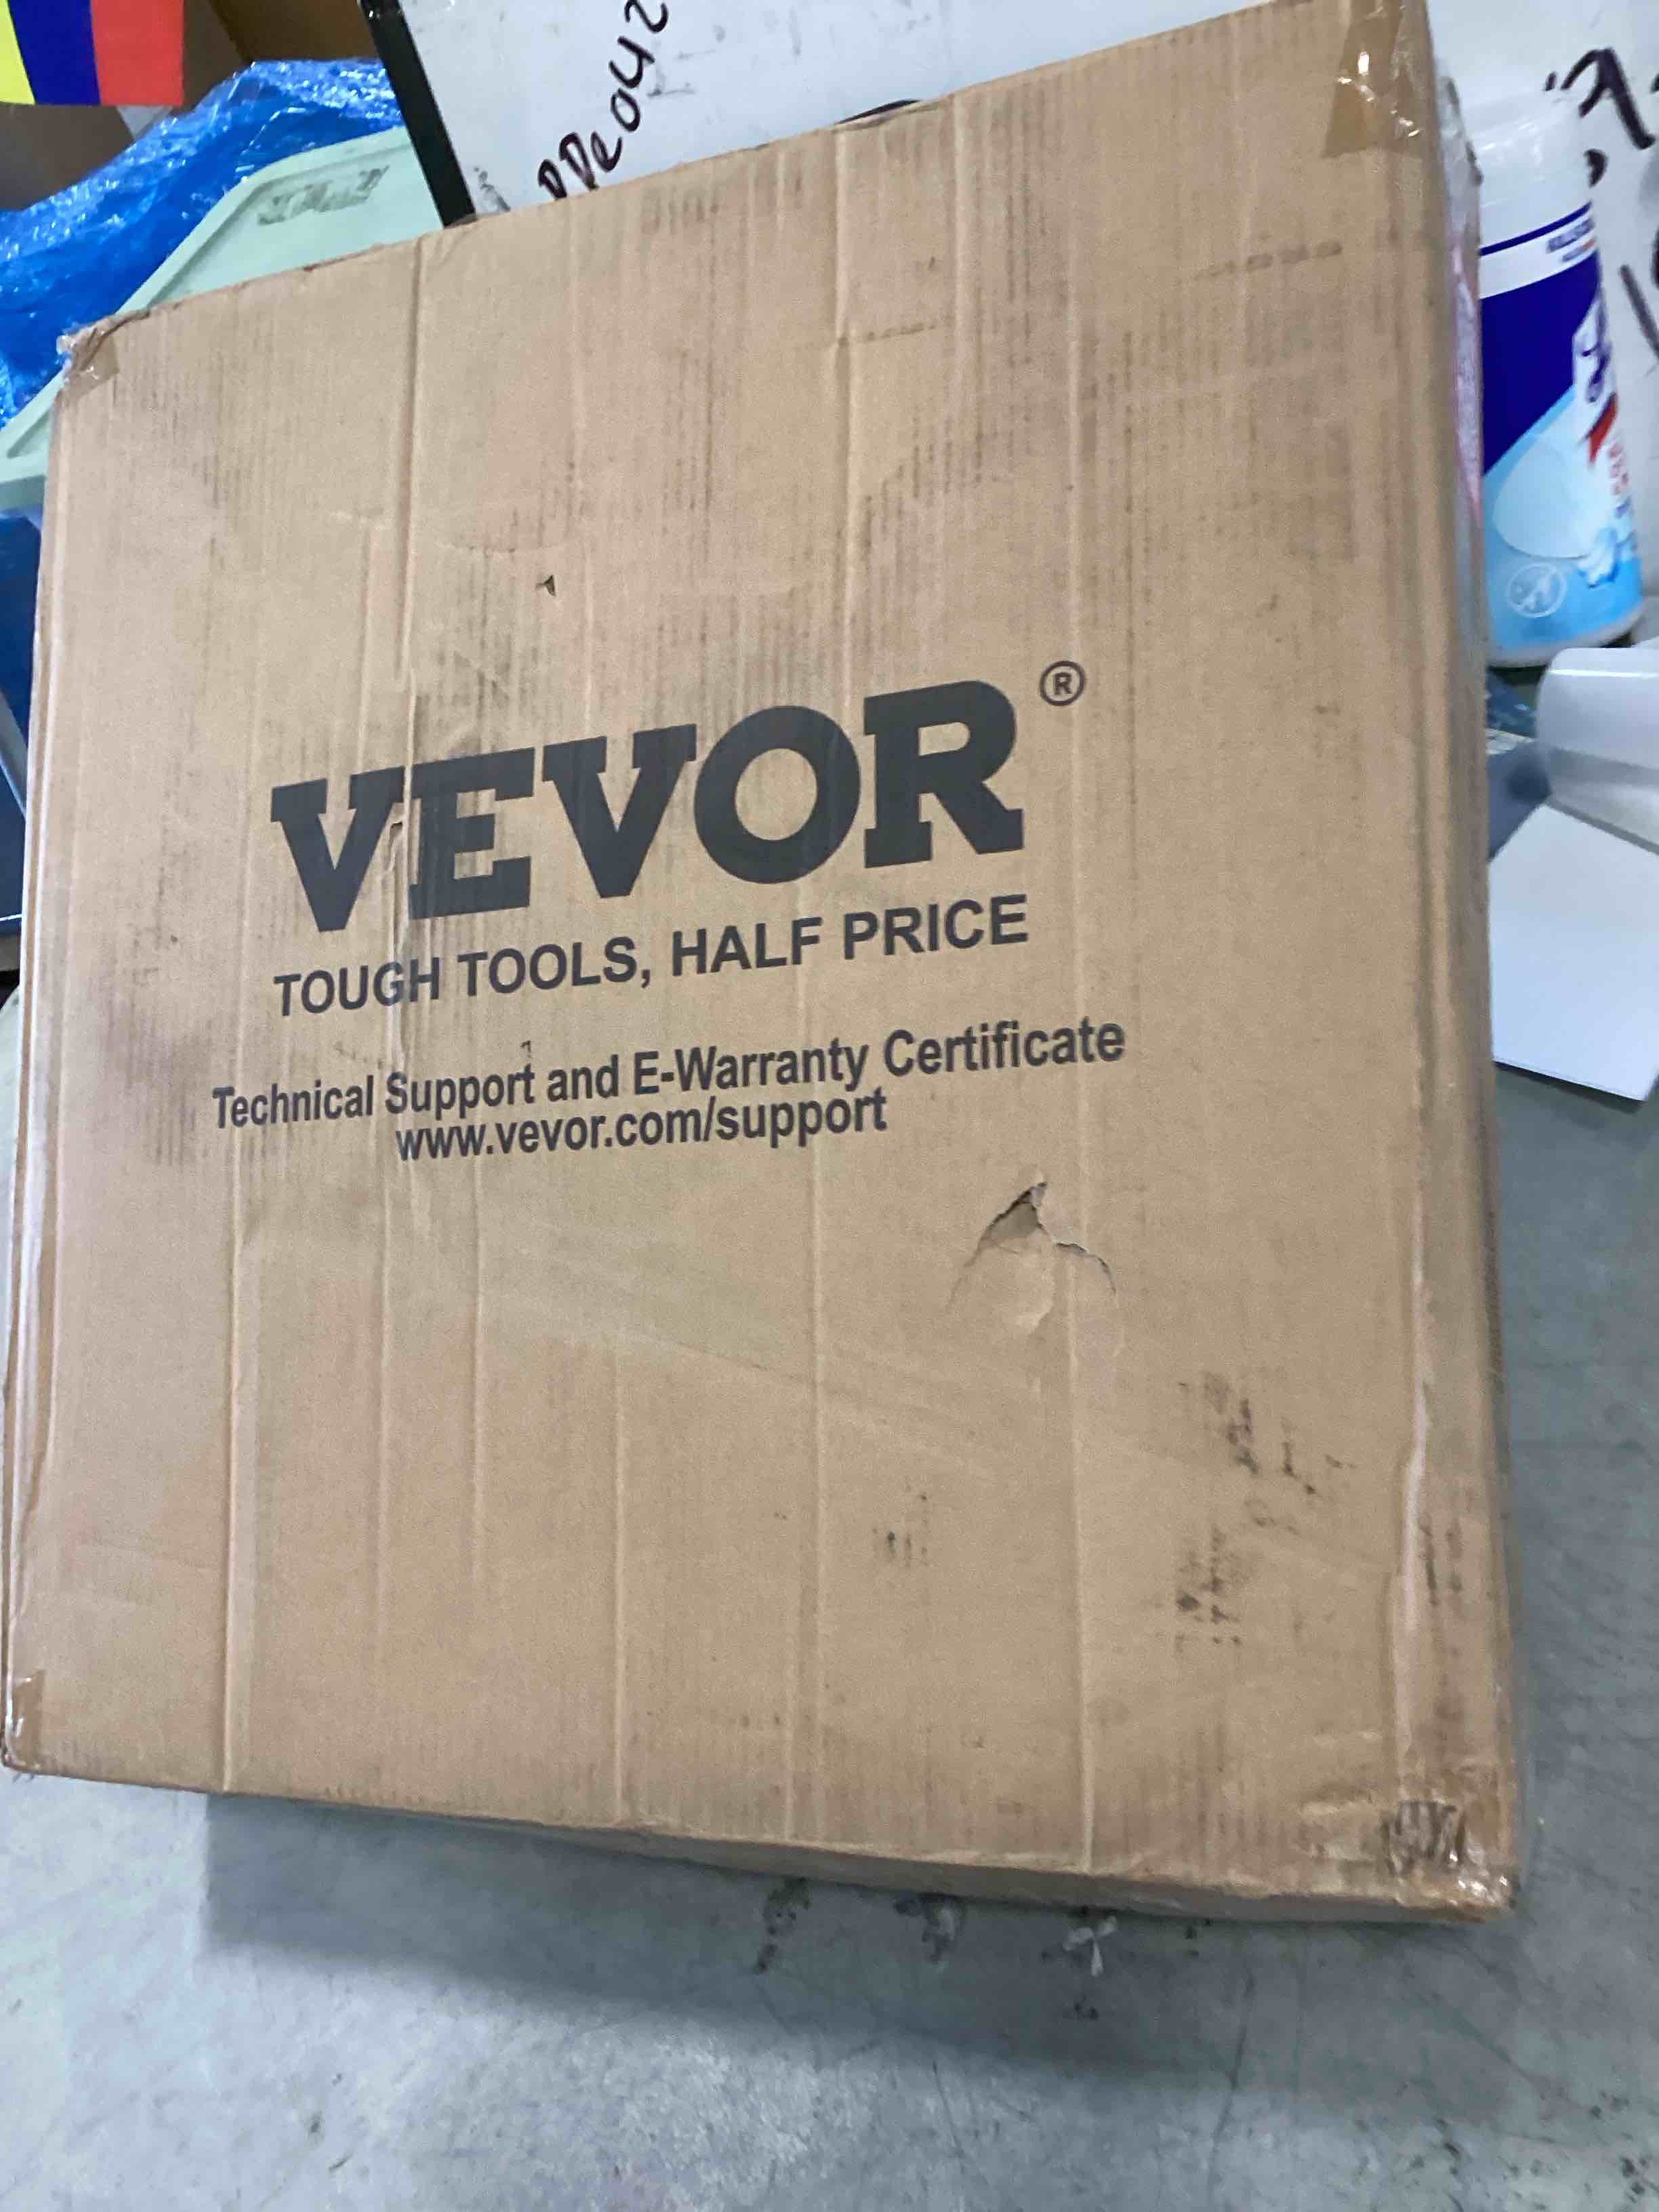 VEVOR®
TOUGH TOOLS, HALF PRICE
Technical Support and E-Warranty Certificate
www.vevor.com/support